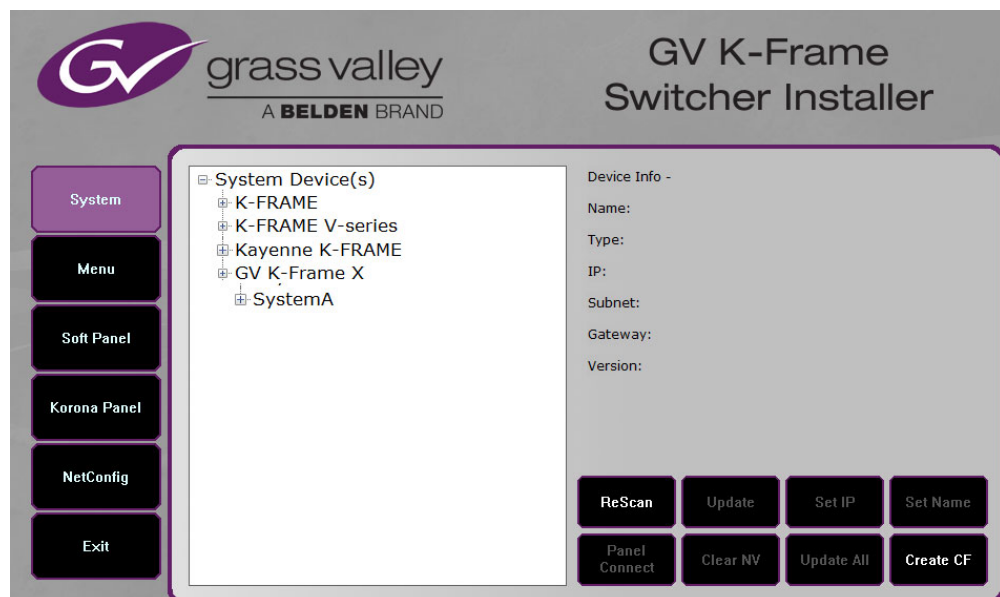 GV
grass valley
A BELDEN BRAND
GV K-Frame
Switcher Installer
System
Menu
Soft Panel
Korona Panel
NetConfig
Exit
System Device(s)
K-FRAME
K-FRAME V-series
Kayenne K-FRAME
GV K-Frame X
SystemA
Device Info -
Name:
Type:
IP:
Subnet:
Gateway:
Version:
ReScan
Update
Set IP
Set Name
Panel
Connect
Clear NV
Update All
Create CF